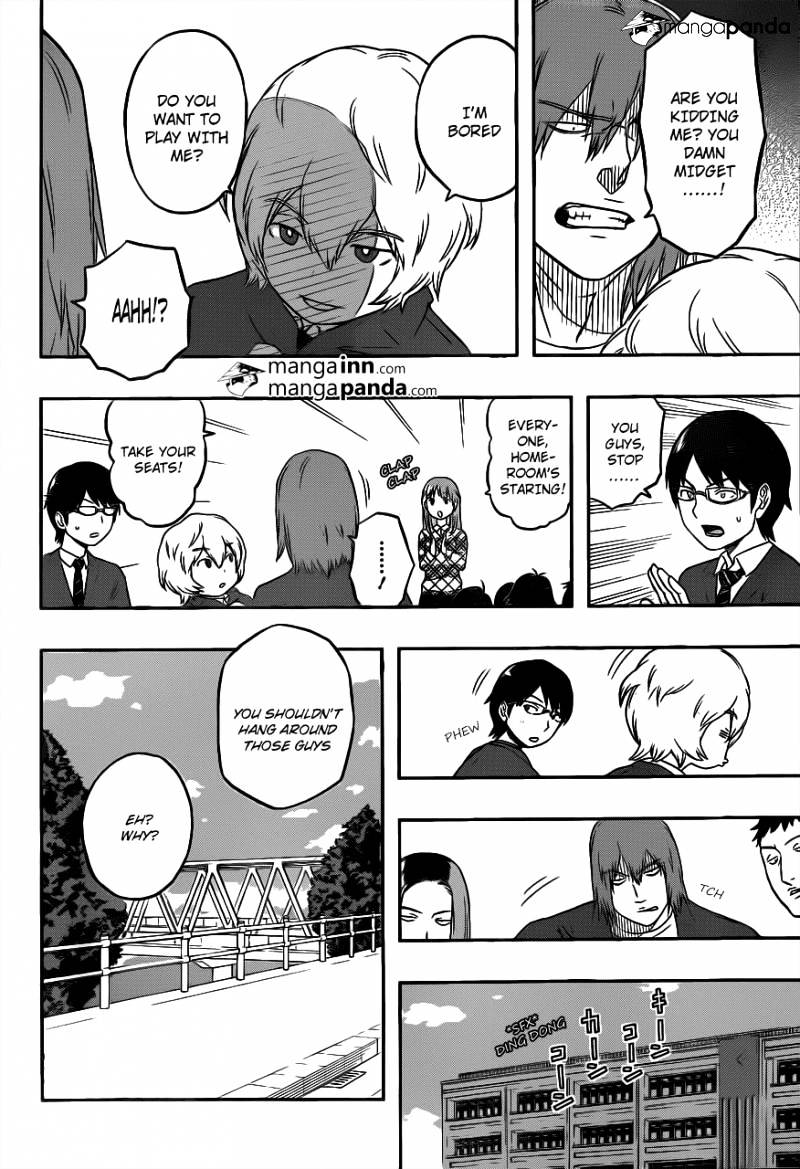 mangapanda
ARE YOU
KIDDING
ME? YOU
DAMN
MIDGET
......!
I'M
BORED
DO YOU
WANT TO
PLAY WITH
ME?
AAHH!?
mangainn.com
mangapanda.com
YOU
GUYS,
STOP
......
EVERY-
ONE,
HOME-
ROOM'S
STARING!
CLAP
CLAP
......
TAKE YOUR
SEATS!
PHEW
TCH
キーン
コーン
カーン
コーン
*SFX*
DING DONG
YOU SHOULDN'T
HANG AROUND
THOSE GUYS
EH?
WHY?